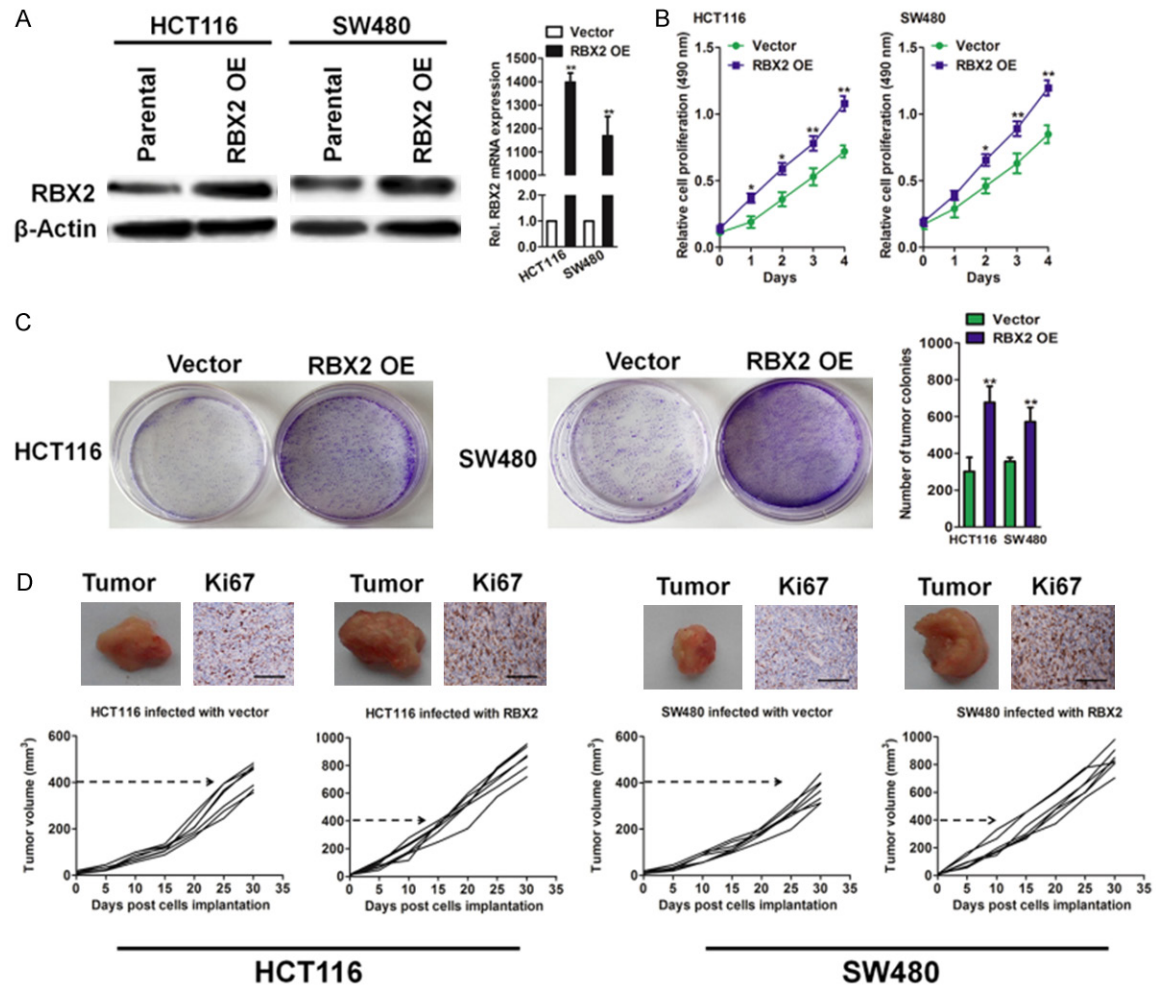 A
HCT116 SW480
Parental RBX2 OE Parental RBX2 OE
RBX2
β-Actin
Vector
RBX2 OE
Rel. RBX2 mRNA expression
1500
1400
1300
1200
1100
1000
2.0
1.5
1.0
0.5
0.0
** **
HCT116 SW480
B
HCT116
Vector
RBX2 OE
Relative cell proliferation (490 nm)
1.5
1.0
0.5
0.0
* * ** **
0 1 2 3 4
Days
SW480
Vector
RBX2 OE
Relative cell proliferation (490 nm)
1.5
1.0
0.5
0.0
* ** **
0 1 2 3 4
Days
C
Vector RBX2 OE
HCT116
Vector RBX2 OE
SW480
Vector
RBX2 OE
Number of tumor colonies
1000
800
600
400
200
0
** **
HCT116 SW480
D
Tumor Ki67 Tumor Ki67 Tumor Ki67 Tumor Ki67
HCT116 infected with vector
Tumor volume (mm³)
600
400
200
0
0 5 10 15 20 25 30 35
Days post cells implantation
HCT116 infected with RBX2
Tumor volume (mm³)
1000
800
600
400
200
0
0 5 10 15 20 25 30 35
Days post cells implantation
SW480 infected with vector
Tumor volume (mm³)
600
400
200
0
0 5 10 15 20 25 30 35
Days post cells implantation
SW480 infected with RBX2
Tumor volume (mm³)
1000
800
600
400
200
0
0 5 10 15 20 25 30 35
Days post cells implantation
HCT116 SW480